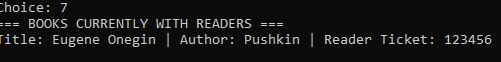 Choice: 7
=== BOOKS CURRENTLY WITH READERS ===
Title: Eugene Onegin | Author: Pushkin | Reader Ticket: 123456